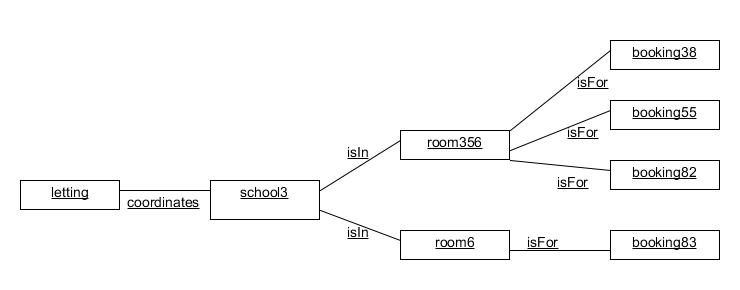 booking38
isFor
booking55
isFor
room356
isIn
booking82
isFor
letting
school3
coordinates
isIn
room6
isFor
booking83